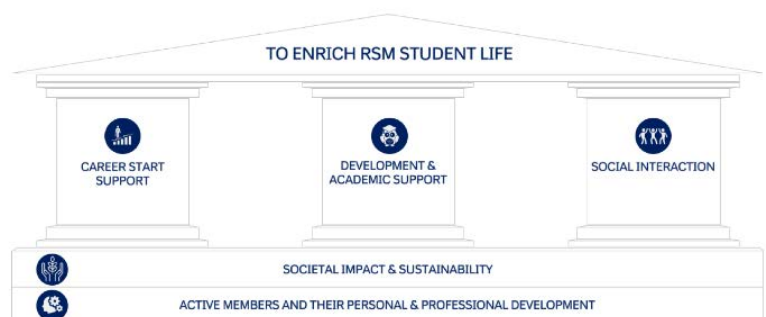 TO ENRICH RSM STUDENT LIFE
CAREER START
SUPPORT
DEVELOPMENT &
ACADEMIC SUPPORT
SOCIAL INTERACTION
SOCIETAL IMPACT & SUSTAINABILITY
ACTIVE MEMBERS AND THEIR PERSONAL & PROFESSIONAL DEVELOPMENT